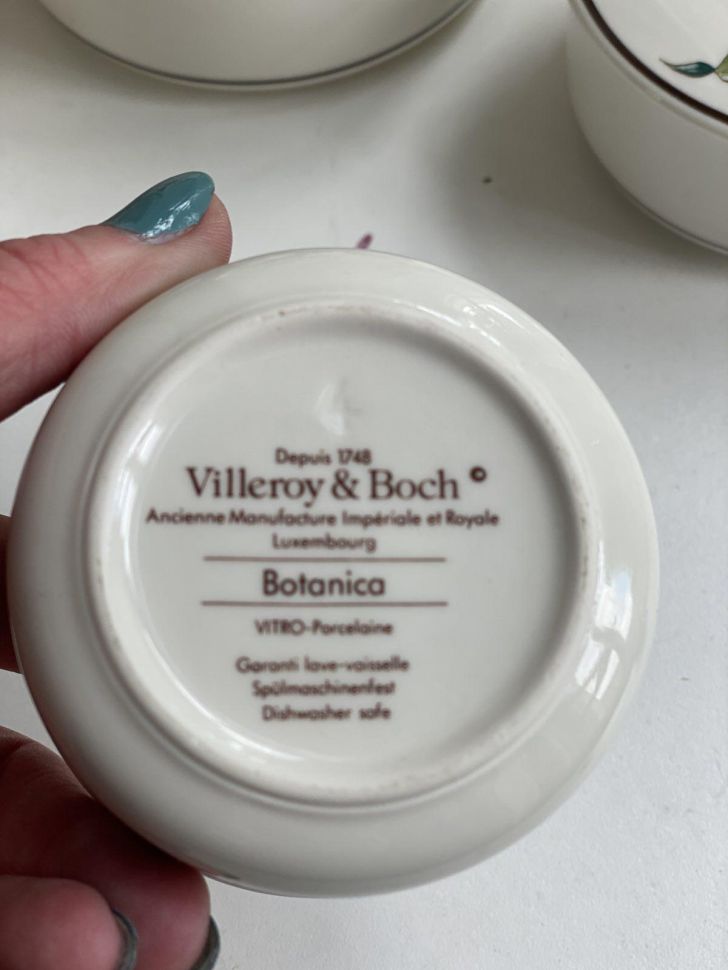 Depuis 1748
Villeroy & Boch ©
Ancienne Manufacture Impériale et Royale
Luxembourg
Botanica
VITRO-Porcelaine
Garanti lave-vaisselle
Spülmaschinenfest
Dishwasher safe